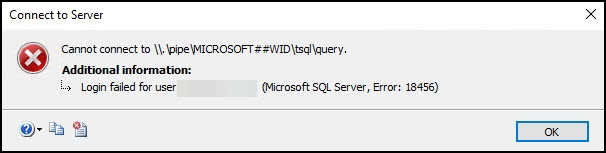 Connect to Server
Cannot connect to \\.\pipe\MICROSOFT##WID\tsql\query.
Additional information:
Login failed for user (Microsoft SQL Server, Error: 18456)
OK